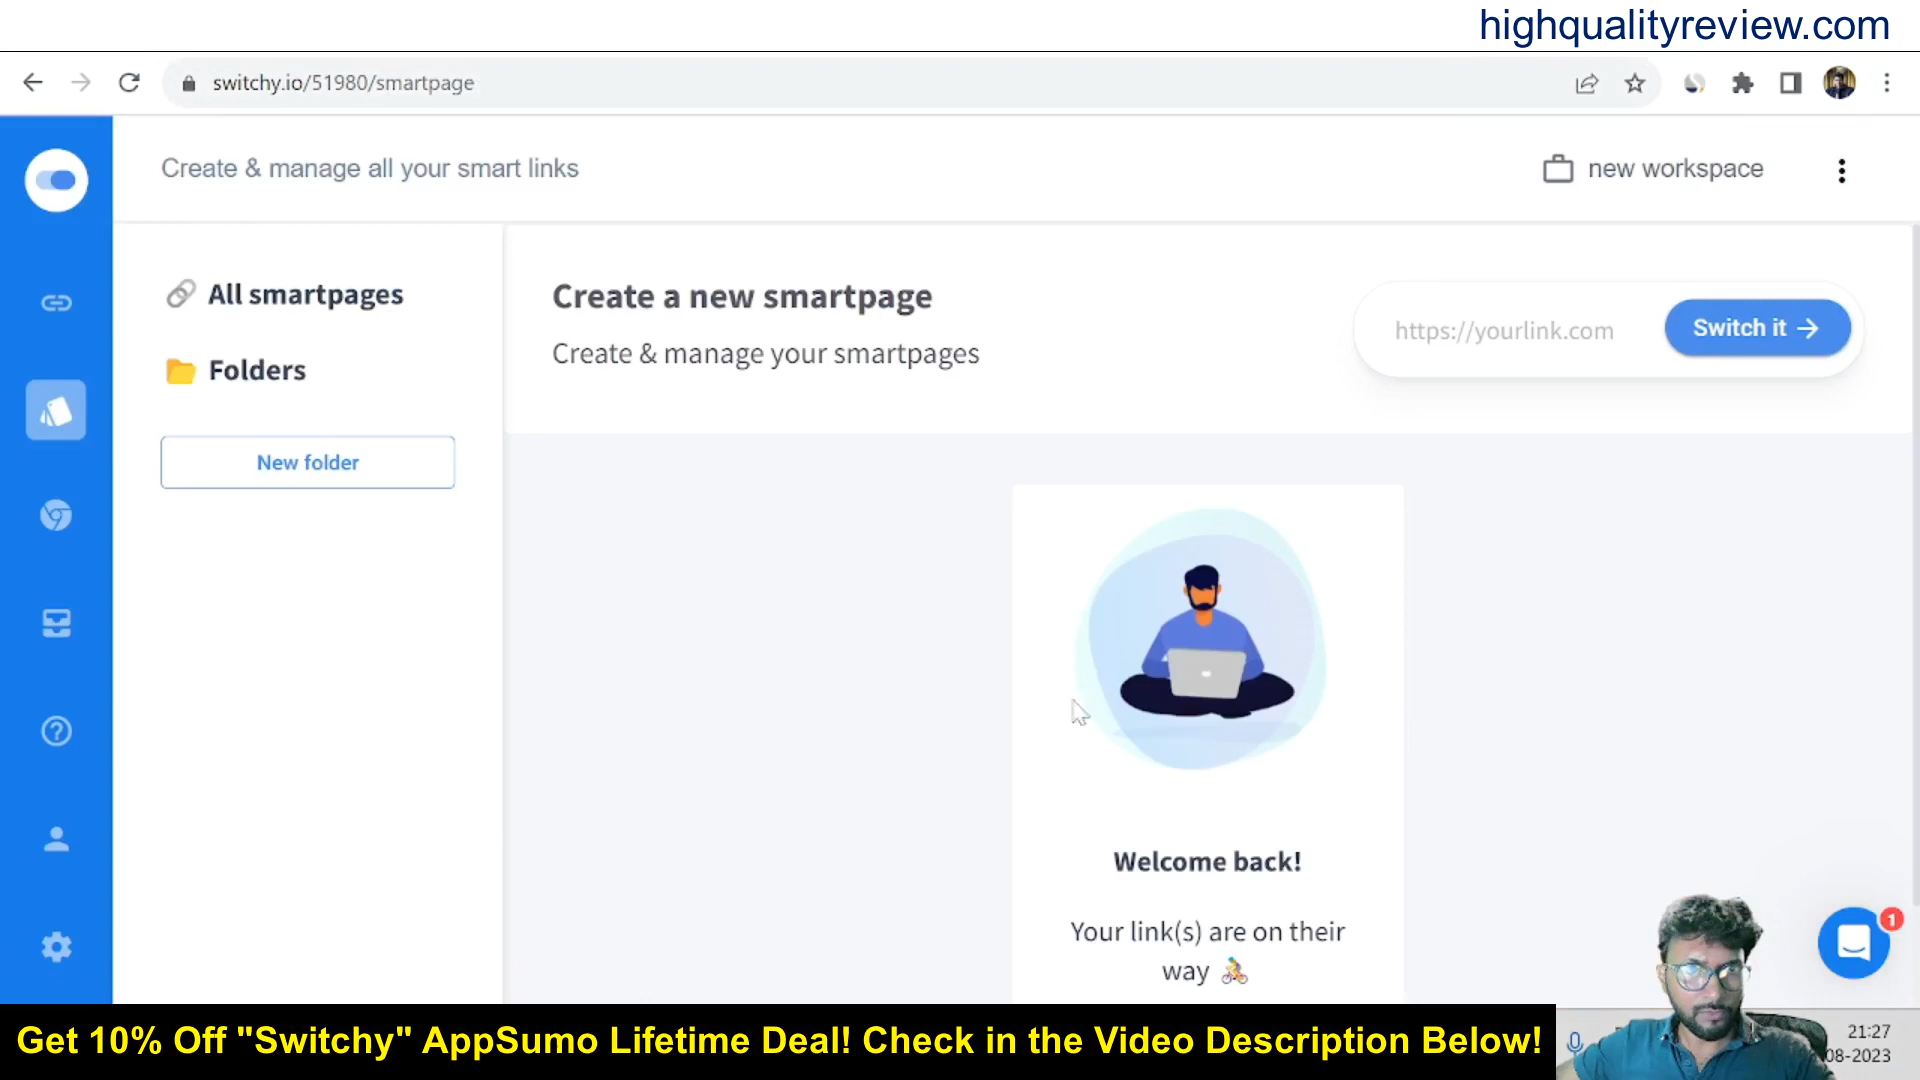 highqualityreview.com
switchy.io/51980/smartpage
Create & manage all your smart links
new workspace
All smartpages
Folders
New folder
Create a new smartpage
Create & manage your smartpages
https://yourlink.com
Switch it →
Welcome back!
Your link(s) are on their
way
1
Get 10% Off "Switchy" AppSumo Lifetime Deal! Check in the Video Description Below!
21:27
08-2023